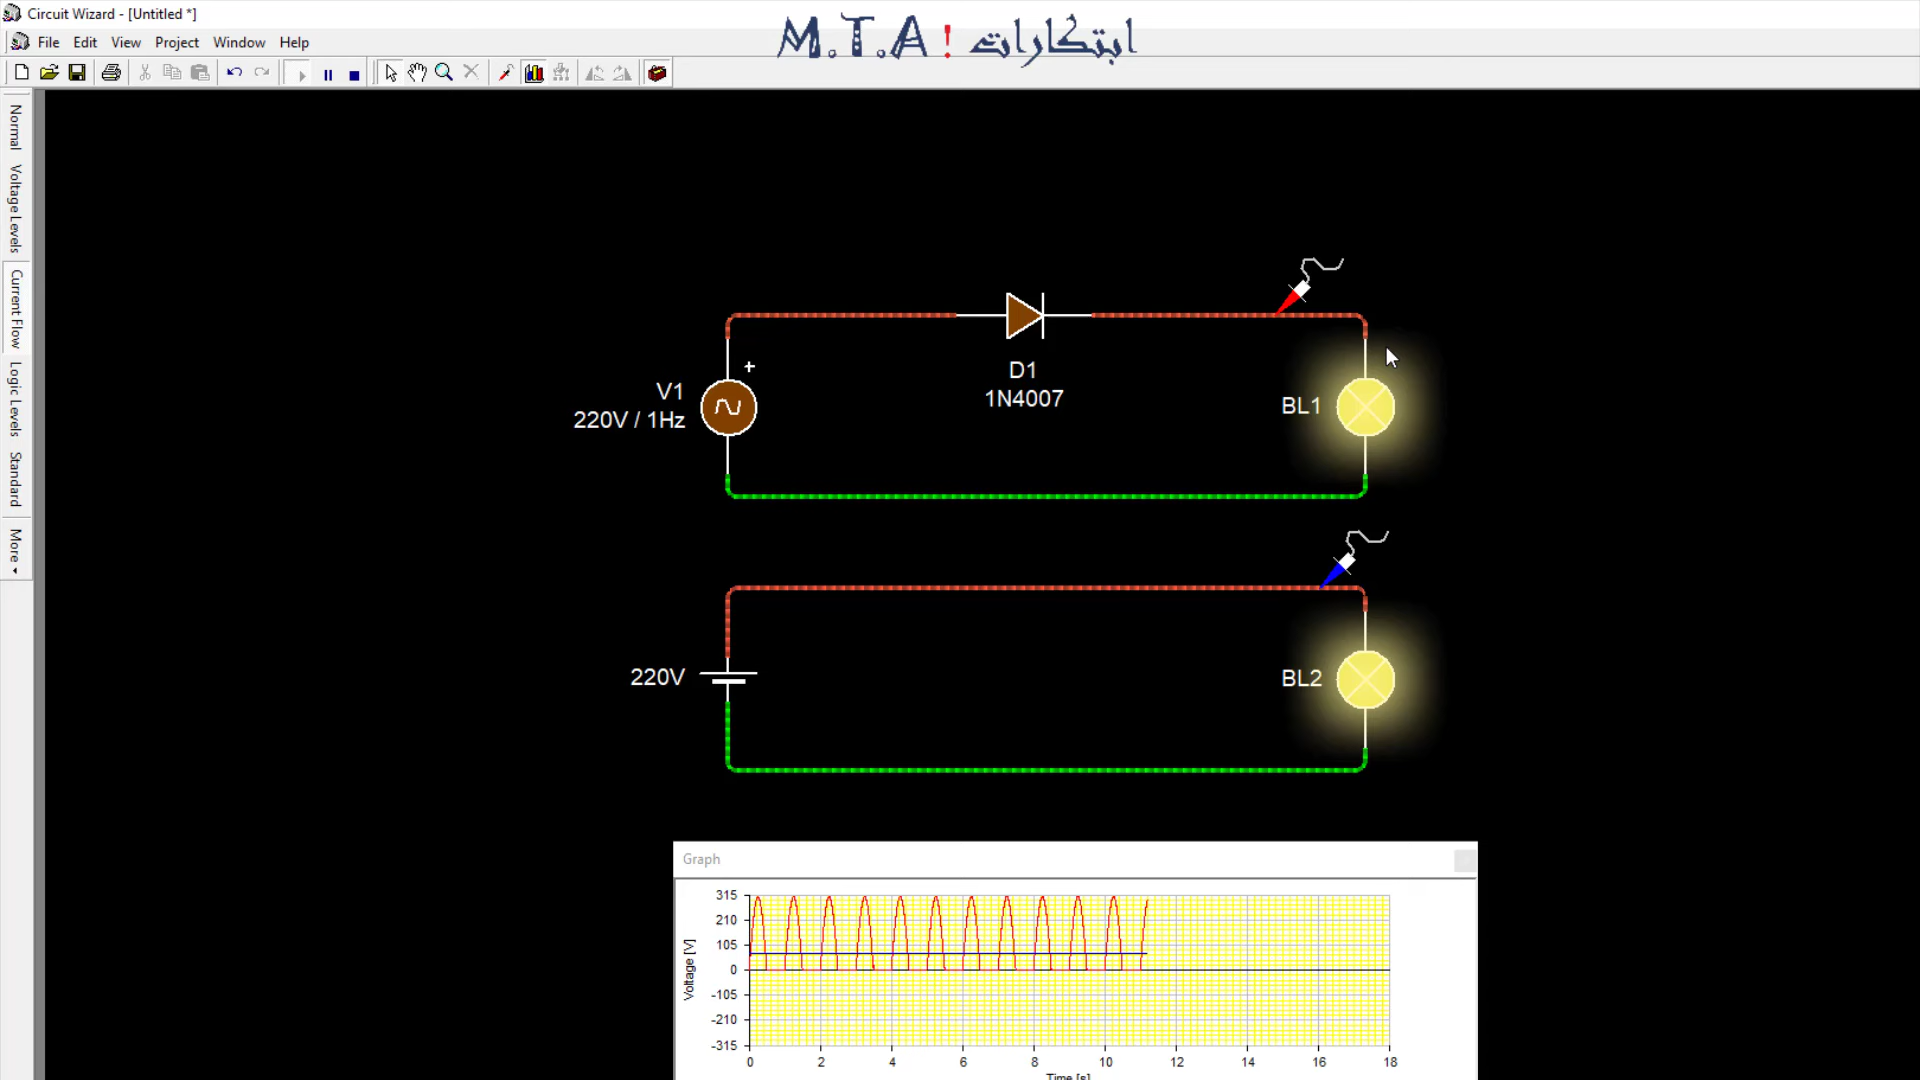 Circuit Wizard - [Untitled *]
M.T.A ! ابتكارات
File Edit View Project Window Help
Normal
Voltage Levels
Current Flow
Logic Levels
Standard
More
+
V1
220V / 1Hz
D1
1N4007
BL1
220V
BL2
Graph
Voltage [V]
315
210
105
0
-105
-210
-315
0 2 4 6 8 10 12 14 16 18
Time [s]